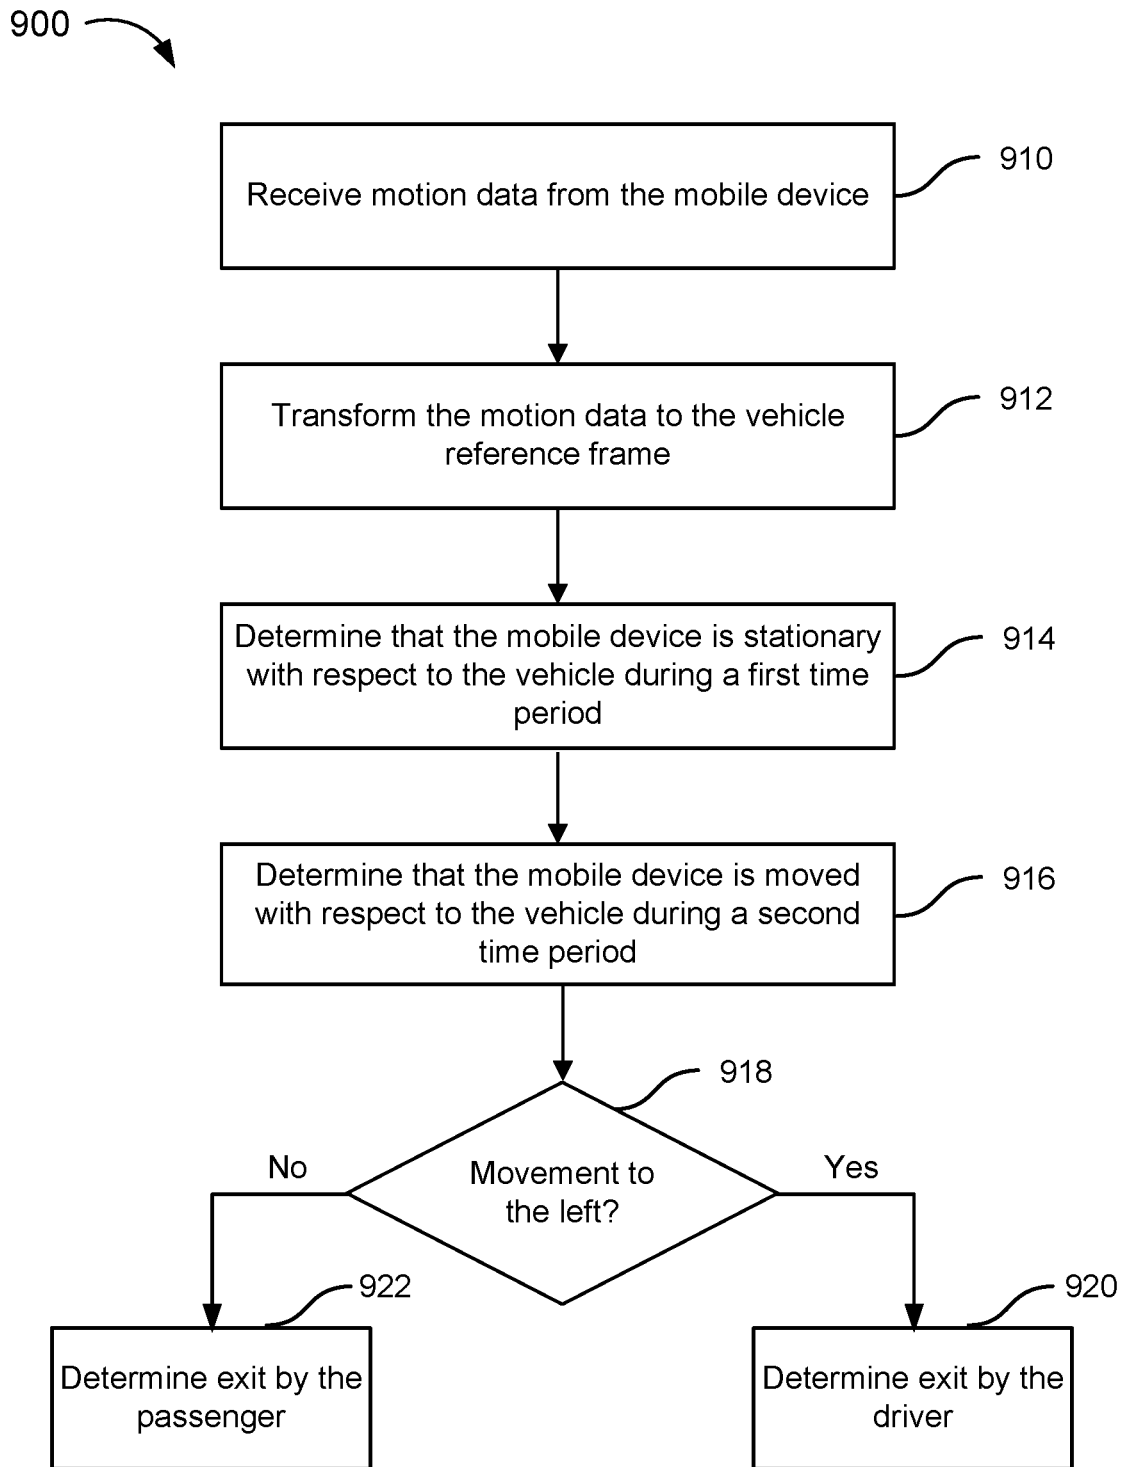 900
Receive motion data from the mobile device
910
Transform the motion data to the vehicle
reference frame
912
Determine that the mobile device is stationary
with respect to the vehicle during a first time
period
914
Determine that the mobile device is moved
with respect to the vehicle during a second
time period
916
918
Movement to
the left?
No
Yes
922
920
Determine exit by the
passenger
Determine exit by the
driver